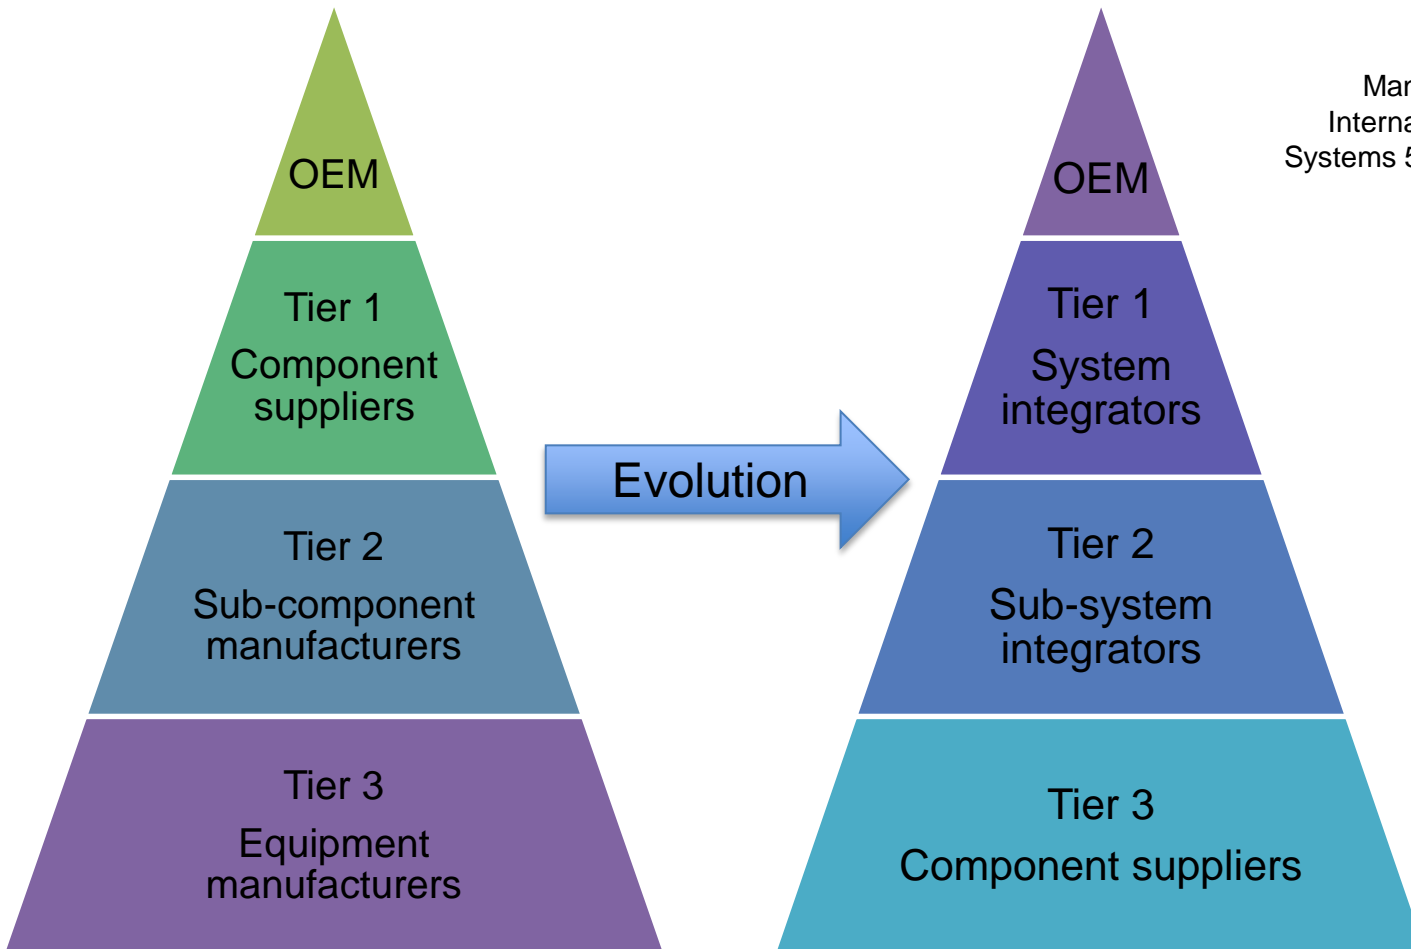 OEM
Tier 1
Component
suppliers
Tier 2
Sub-component
manufacturers
Tier 3
Equipment
manufacturers
Evolution
OEM
Tier 1
System
integrators
Tier 2
Sub-system
integrators
Tier 3
Component suppliers
Systems